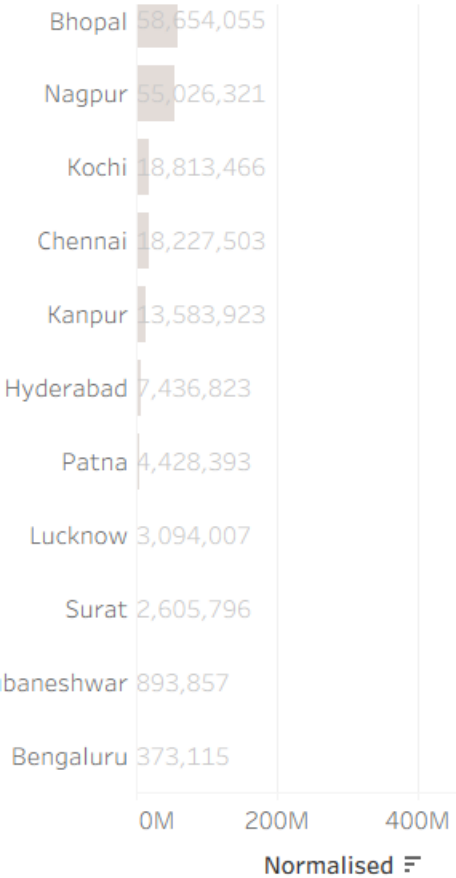 Bhopal 58,654,055
Nagpur 55,026,321
Kochi 18,813,466
Chennai 18,227,503
Kanpur 13,583,923
Hyderabad 7,436,823
Patna 4,428,393
Lucknow 3,094,007
Surat 2,605,796
baneshwar 893,857
Bengaluru 373,115
0M 200M 400M
Normalised